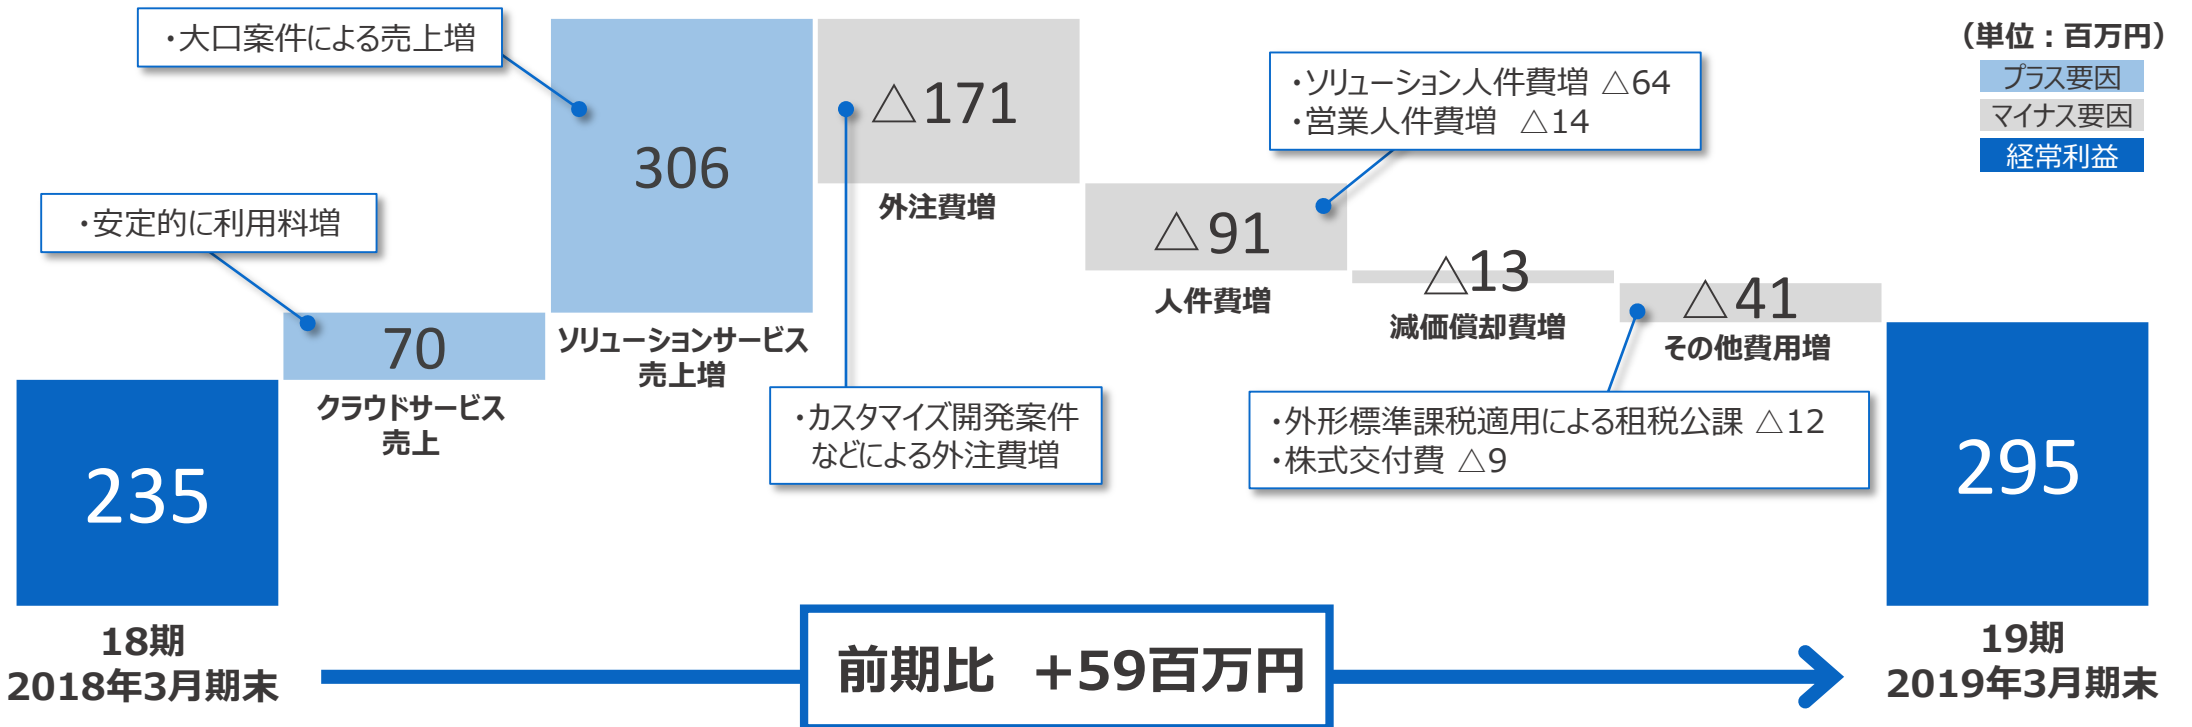 (単位：百万円)
プラス要因
マイナス要因
経常利益
・大口案件による売上増
・安定的に利用料増
・ソリューション人件費増 △64
・営業人件費増 △14
235
18期
2018年3月期末
70
クラウドサービス
売上
306
ソリューションサービス
売上増
△171
外注費増
・カスタマイズ開発案件
などによる外注費増
△91
人件費増
△13
減価償却費増
△41
その他費用増
・外形標準課税適用による租税公課 △12
・株式交付費 △9
295
19期
2019年3月期末
前期比 +59百万円